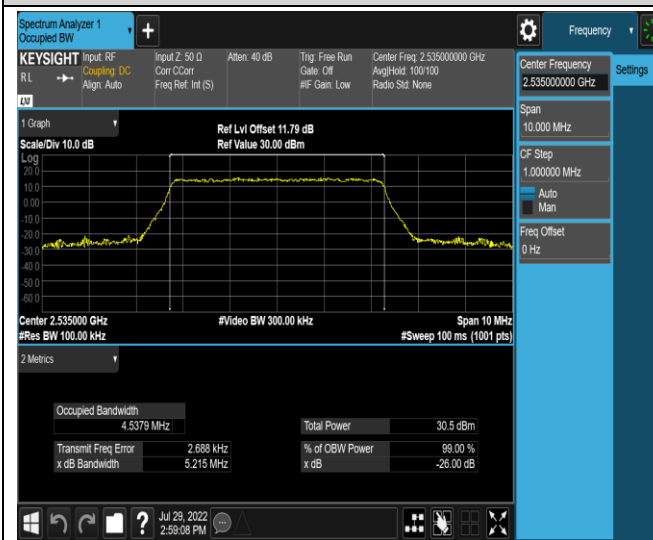 Spectrum Analyzer 1
Occupied BW
+
Frequency
KEYSIGHT
Input: RF
Coupling: DC
Align: Auto
Input Z: 50 Ω
Corr CCorr
Freq Ref: Int (S)
Atten: 40 dB
Trig: Free Run
Gate: Off
#IF Gain: Low
Center Freq: 2.535000000 GHz
Avg|Hold: 100/100
Radio Std: None
RL
LXI
Center Frequency
2.535000000 GHz
Settings
Span
10.000 MHz
CF Step
1.000000 MHz
Auto
Man
Freq Offset
0 Hz
1 Graph
Ref Lvl Offset 11.79 dB
Scale/Div 10.0 dB
Ref Value 30.00 dBm
Log
20.0
10.0
0.00
-10.0
-20.0
-30.0
-40.0
-50.0
-60.0
Center 2.535000 GHz
#Video BW 300.00 kHz
Span 10 MHz
#Res BW 100.00 kHz
#Sweep 100 ms (1001 pts)
2 Metrics
Occupied Bandwidth
4.5379 MHz
Total Power 30.5 dBm
Transmit Freq Error 2.688 kHz
% of OBW Power 99.00 %
x dB Bandwidth 5.215 MHz
x dB -26.00 dB
?
Jul 29, 2022
2:59:08 PM